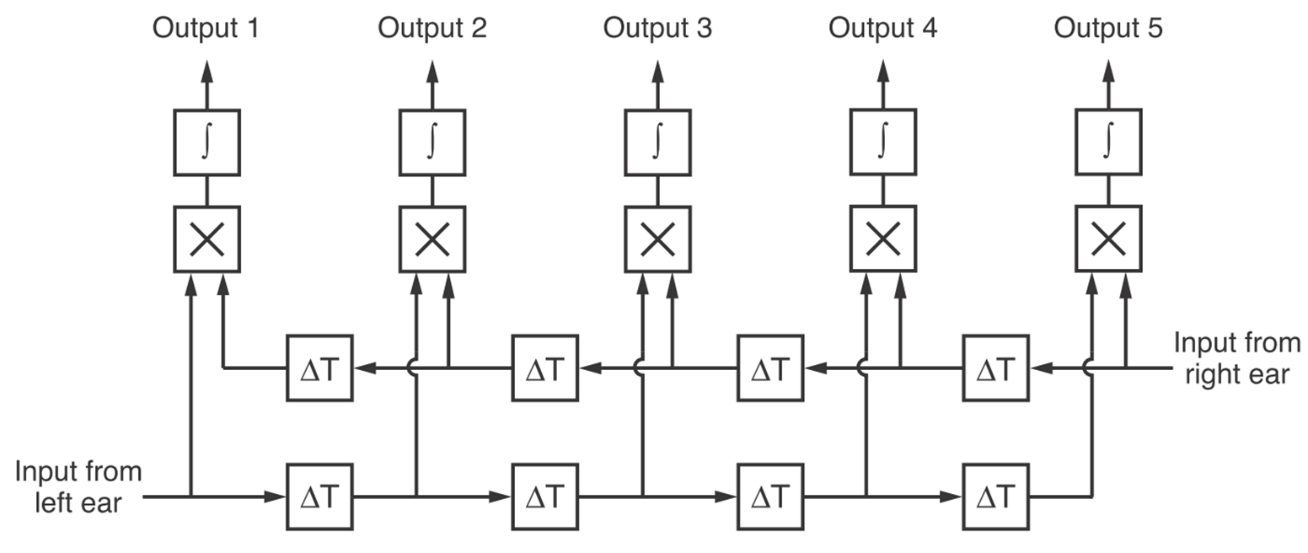 Output 1 Output 2 Output 3 Output 4 Output 5
∫ ∫ ∫ ∫ ∫
ΔT ΔT ΔT ΔT
Input from
right ear
Input from
left ear
ΔT ΔT ΔT ΔT